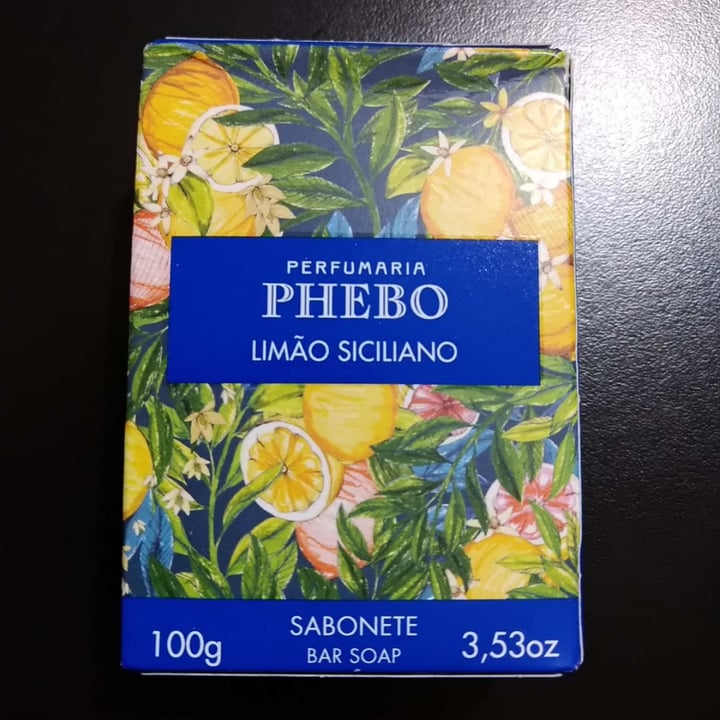 PERFUMARIA
PHEBO
LIMÃO SICILIANO
100g
SABONETE
BAR SOAP
3,53oz